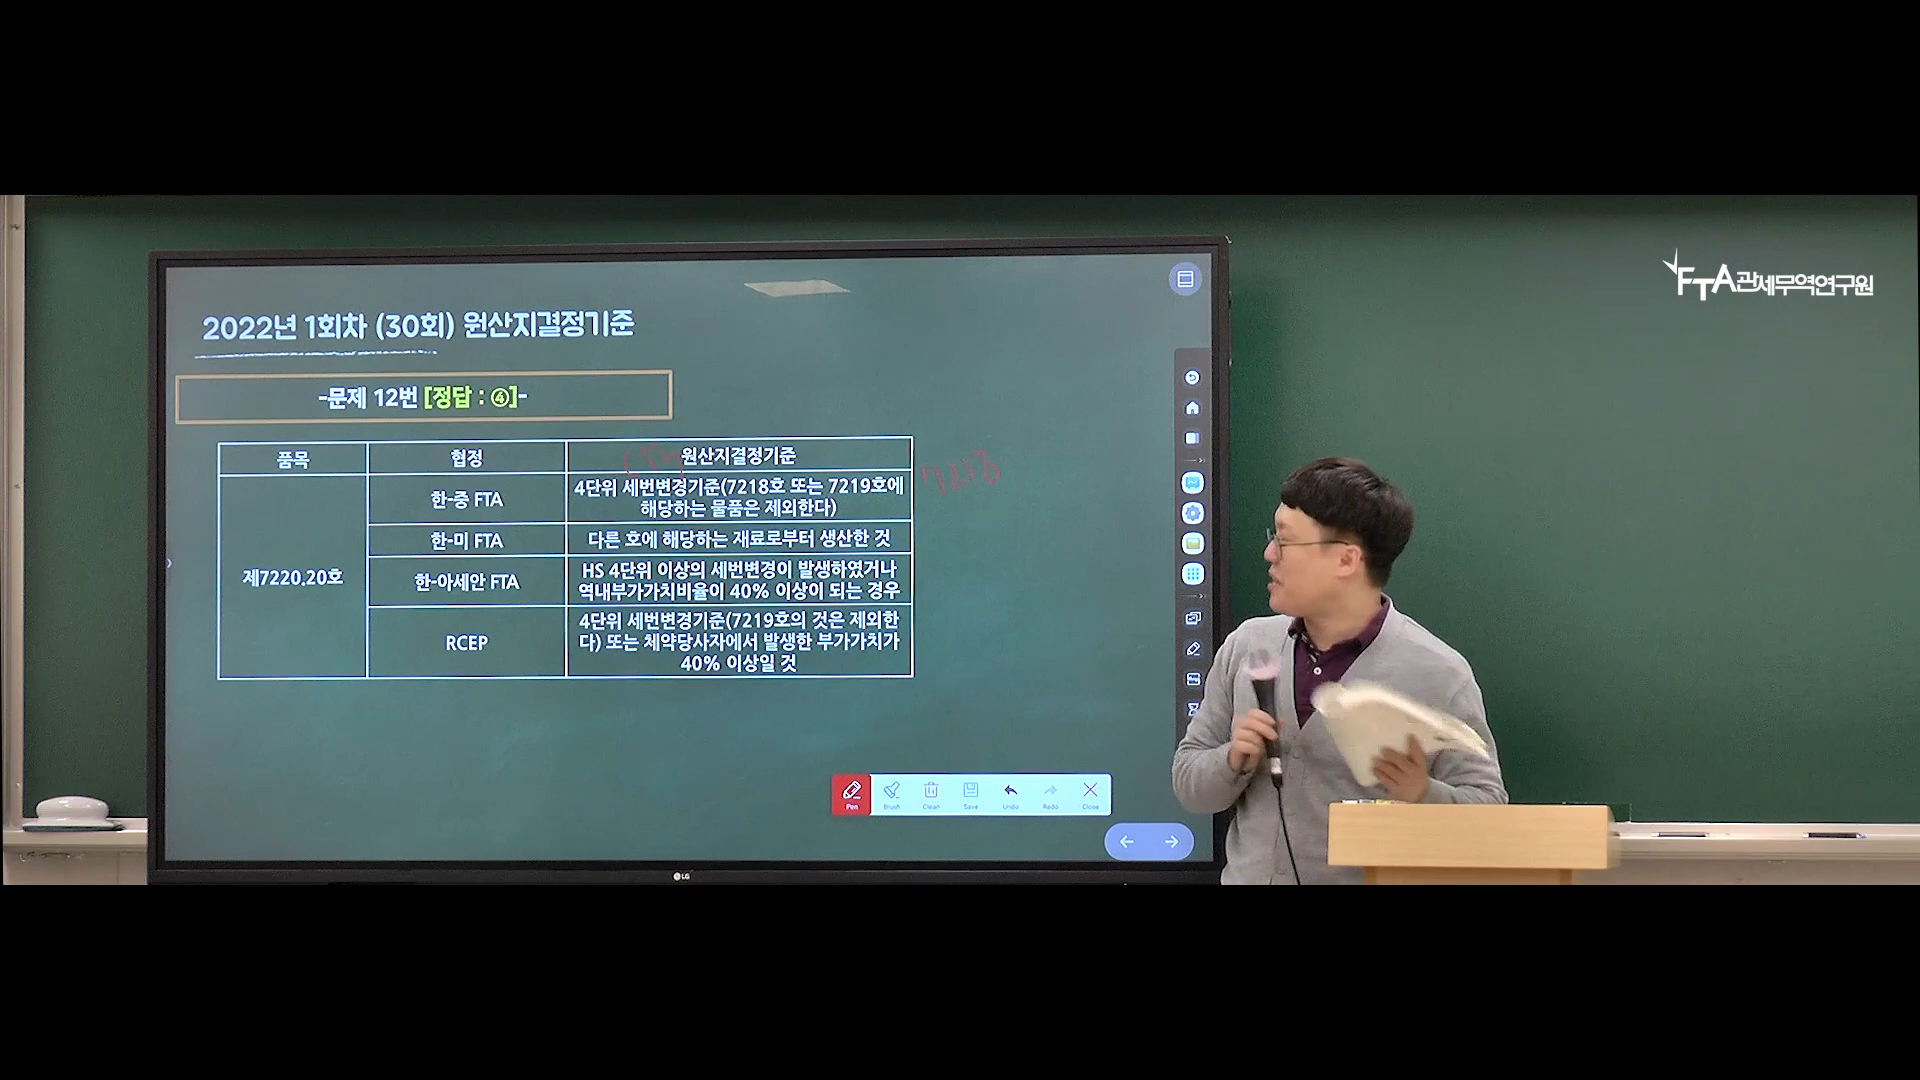 FTA관세무역연구원
2022년 1회차 (30회) 원산지결정기준
-문제 12번 [정답 : ④]-
품목
협정
원산지결정기준
제7220.20호
한-중 FTA
4단위 세번변경기준(7218호 또는 7219호에
해당하는 물품은 제외한다)
한-미 FTA
다른 호에 해당하는 재료로부터 생산한 것
한-아세안 FTA
HS 4단위 이상의 세번변경이 발생하였거나
역내부가가치비율이 40% 이상이 되는 경우
RCEP
4단위 세번변경기준(7219호의 것은 제외한
다) 또는 체약당사자에서 발생한 부가가치가
40% 이상일 것
Pen
Brush
Clean
Save
Undo
Redo
Close
LG